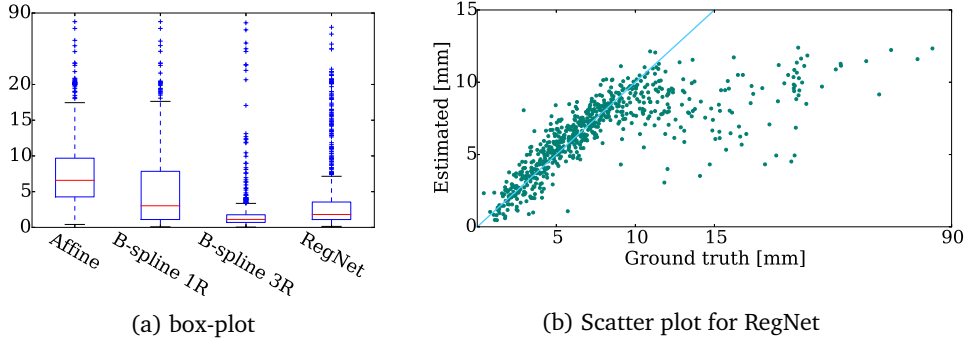 90
20
15
10
5
0
Affine
B-spline 1R
B-spline 3R
RegNet
(a) box-plot
15
10
5
0
Estimated [mm]
5
10
15
90
Ground truth [mm]
(b) Scatter plot for RegNet